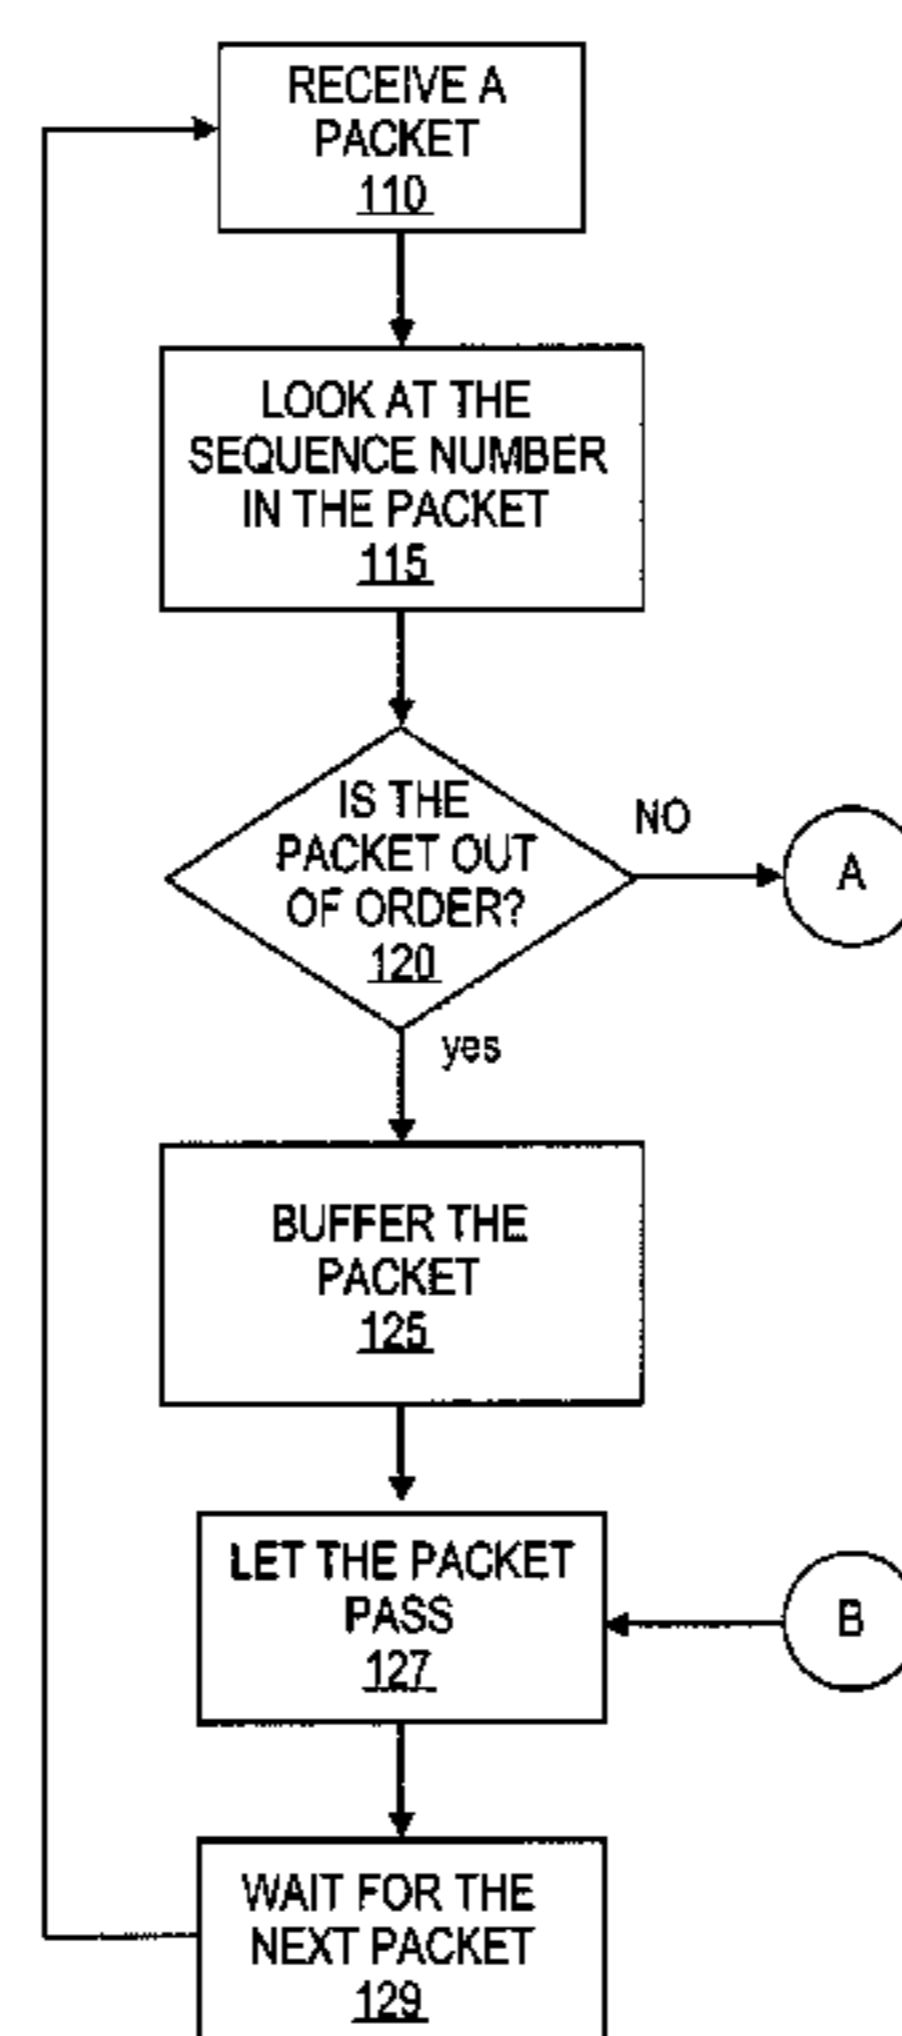 RECEIVE A
PACKET
110
LOOK AT THE
SEQUENCE NUMBER
IN THE PACKET
115
IS THE
PACKET OUT
OF ORDER?
120
NO
A
yes
BUFFER THE
PACKET
125
LET THE PACKET
PASS
127
B
WAIT FOR THE
NEXT PACKET
129